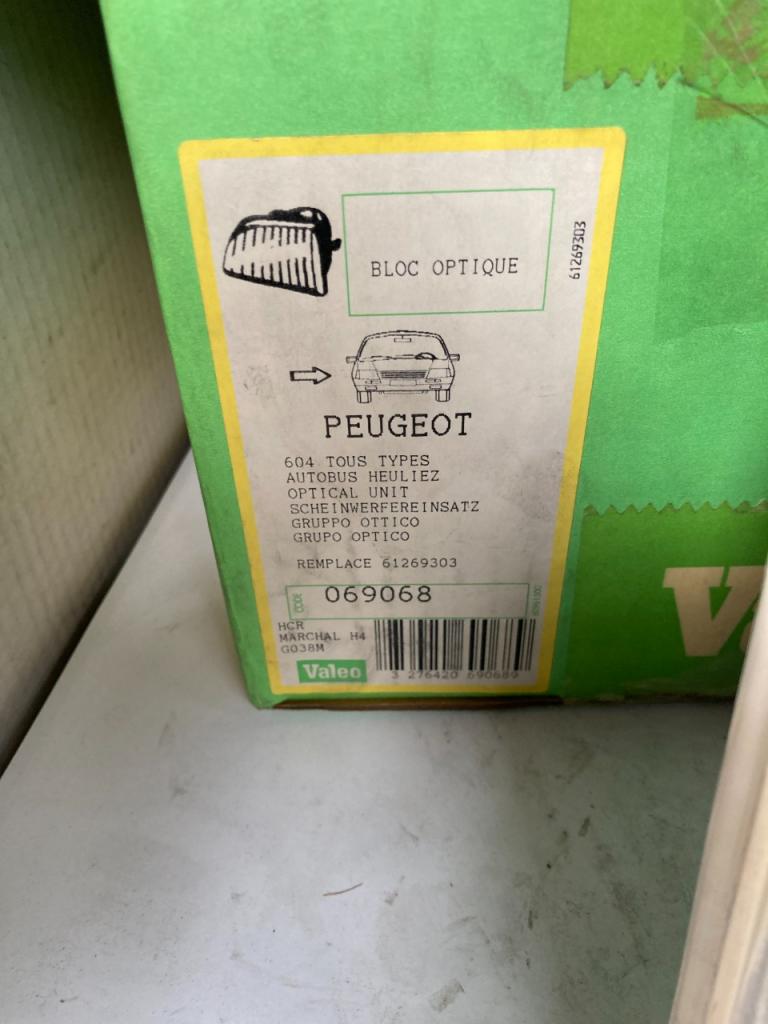 61269303
BLOC OPTIQUE
PEUGEOT
604 TOUS TYPES
AUTOBUS HEULIEZ
OPTICAL UNIT
SCHEINWERFEREINSATZ
GRUPPO OTTICO
GRUPO OPTICO
REMPLACE 61269303
CODE 069068
HCR
MARCHAL H4
G038M
Valeo
3 276420 690689